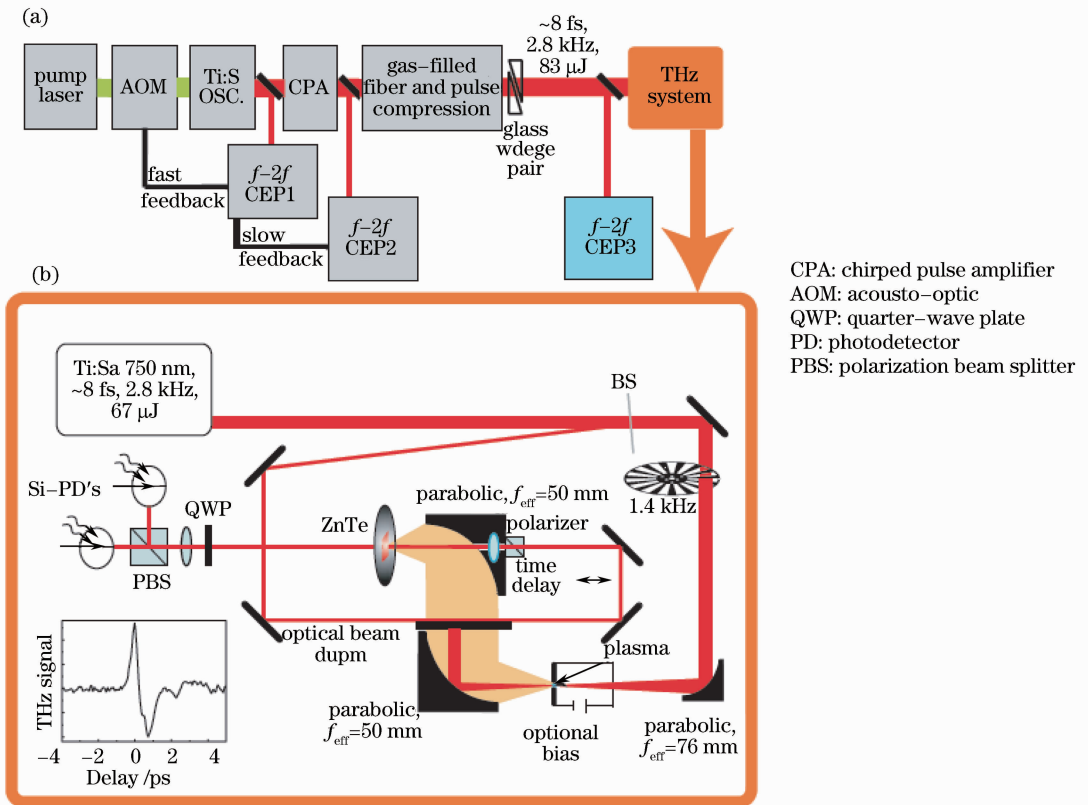 (a)
pump
laser
AOM
Ti:S
OSC.
CPA
gas-filled
fiber and pulse
compression
~8 fs,
2.8 kHz,
83 μJ
glass
wdege
pair
THz
system
fast
feedback
f-2f
CEP1
slow
feedback
f-2f
CEP2
f-2f
CEP3
CPA: chirped pulse amplifier
AOM: acousto-optic
QWP: quarter-wave plate
PD: photodetector
PBS: polarization beam splitter
(b)
Ti:Sa 750 nm,
~8 fs, 2.8 kHz,
67 μJ
BS
1.4 kHz
Si-PD's
QWP
PBS
ZnTe
parabolic, feff=50 mm
polarizer
time
delay
optical beam
dupm
plasma
parabolic,
feff=50 mm
optional
bias
parabolic,
feff=76 mm
THz signal
−4 −2 0 2 4
Delay /ps